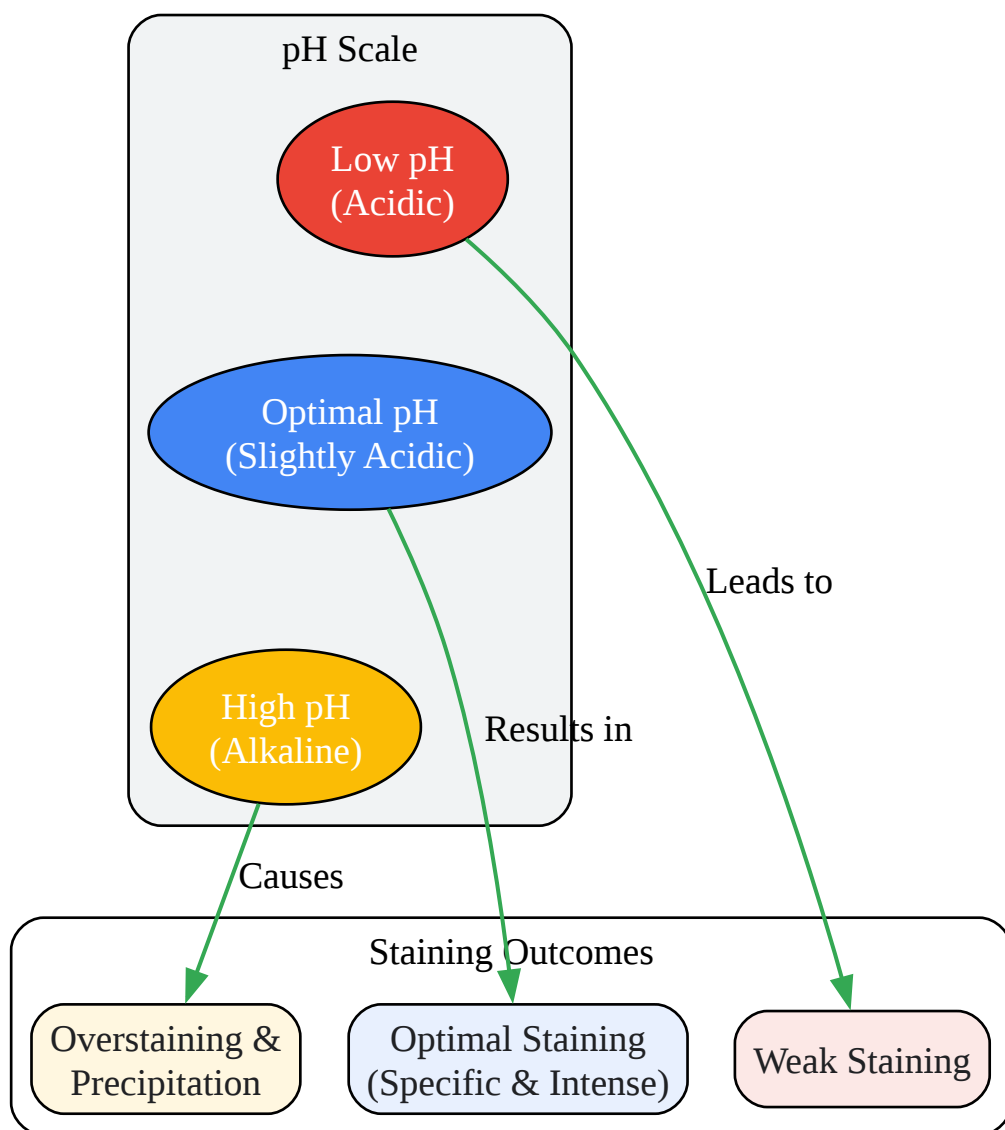 pH Scale
Low pH
(Acidic)
Optimal pH
(Slightly Acidic)
Leads to
High pH
(Alkaline)
Results in
Causes
Staining Outcomes
Overstaining &
Precipitation
Optimal Staining
(Specific & Intense)
Weak Staining